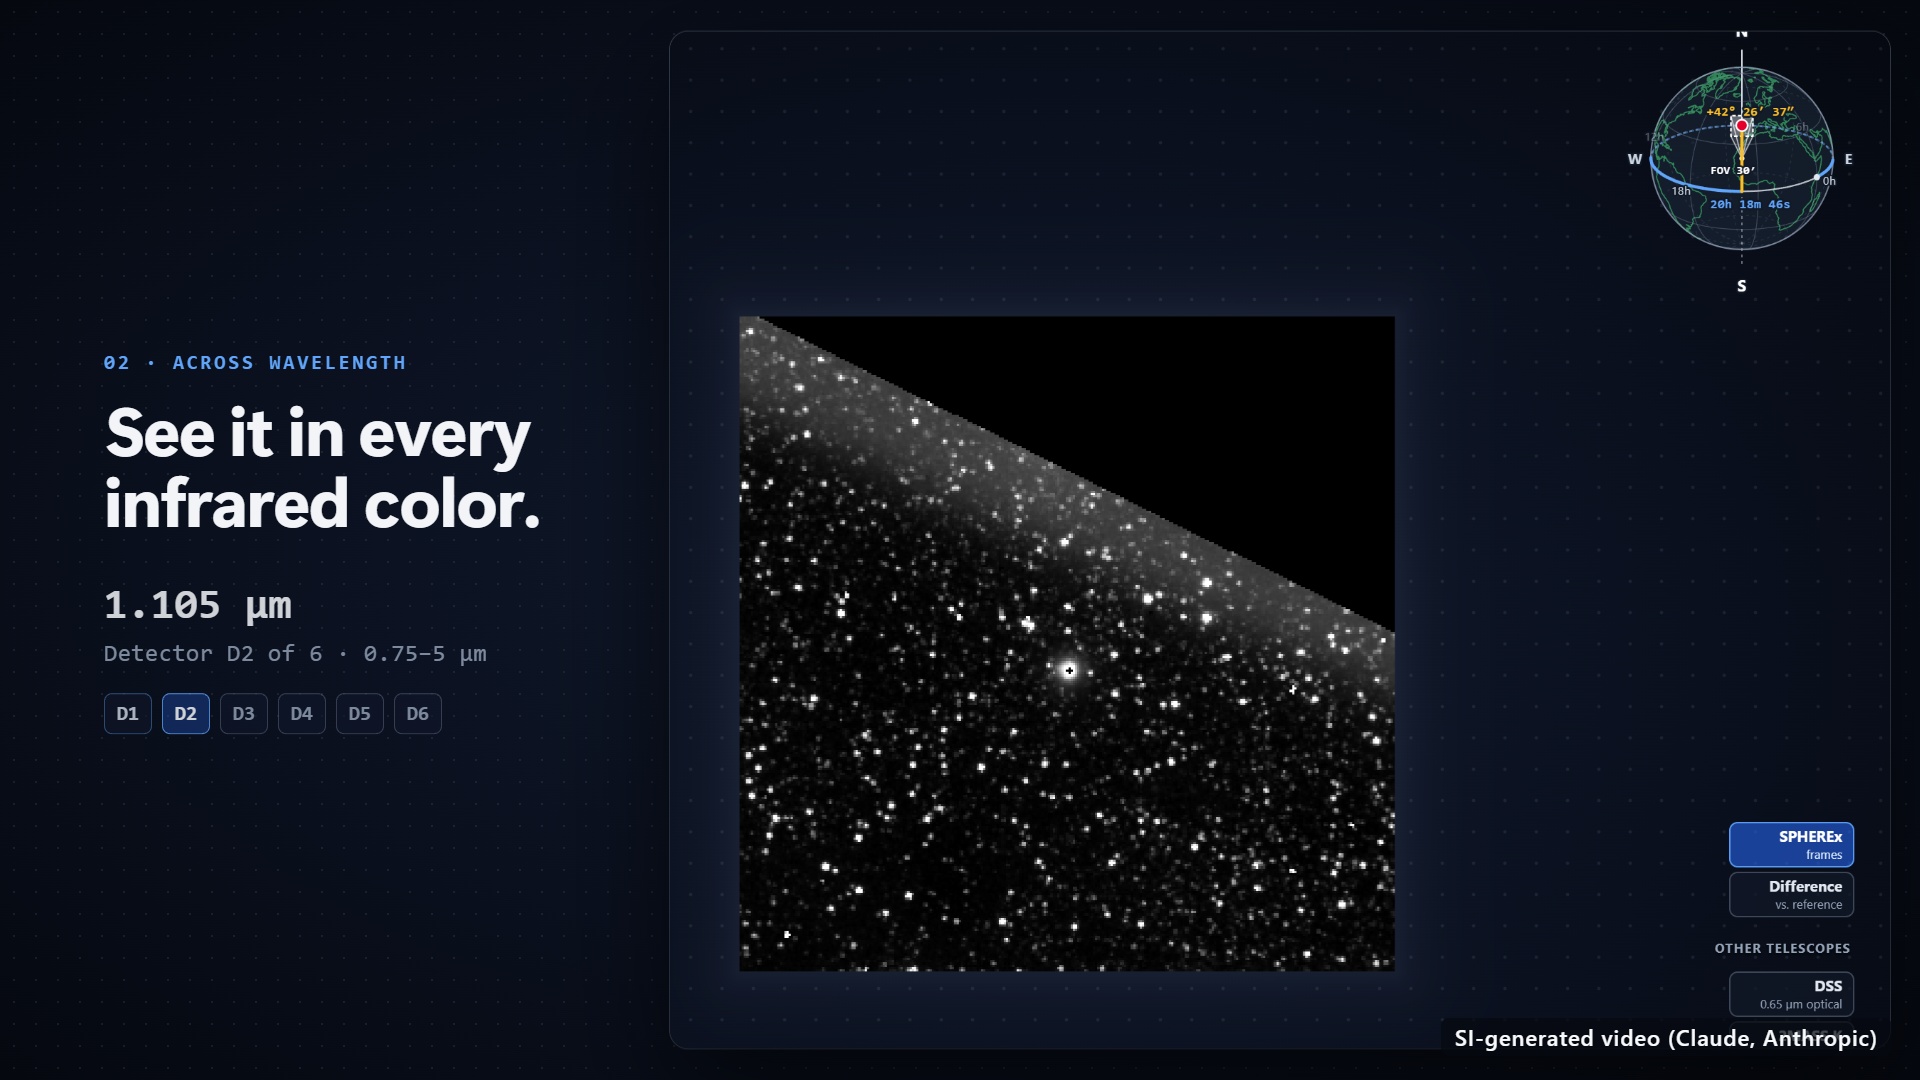 02 · ACROSS WAVELENGTH
See it in every
infrared color.
1.105 µm
Detector D2 of 6 · 0.75–5 µm
D1 D2 D3 D4 D5 D6
N
+42° 26′ 37″
12h
6h
W
E
FOV 30′
18h
0h
20h 18m 46s
S
SPHEREx
frames
Difference
vs. reference
OTHER TELESCOPES
DSS
0.65 µm optical
SI-generated video (Claude, Anthropic)